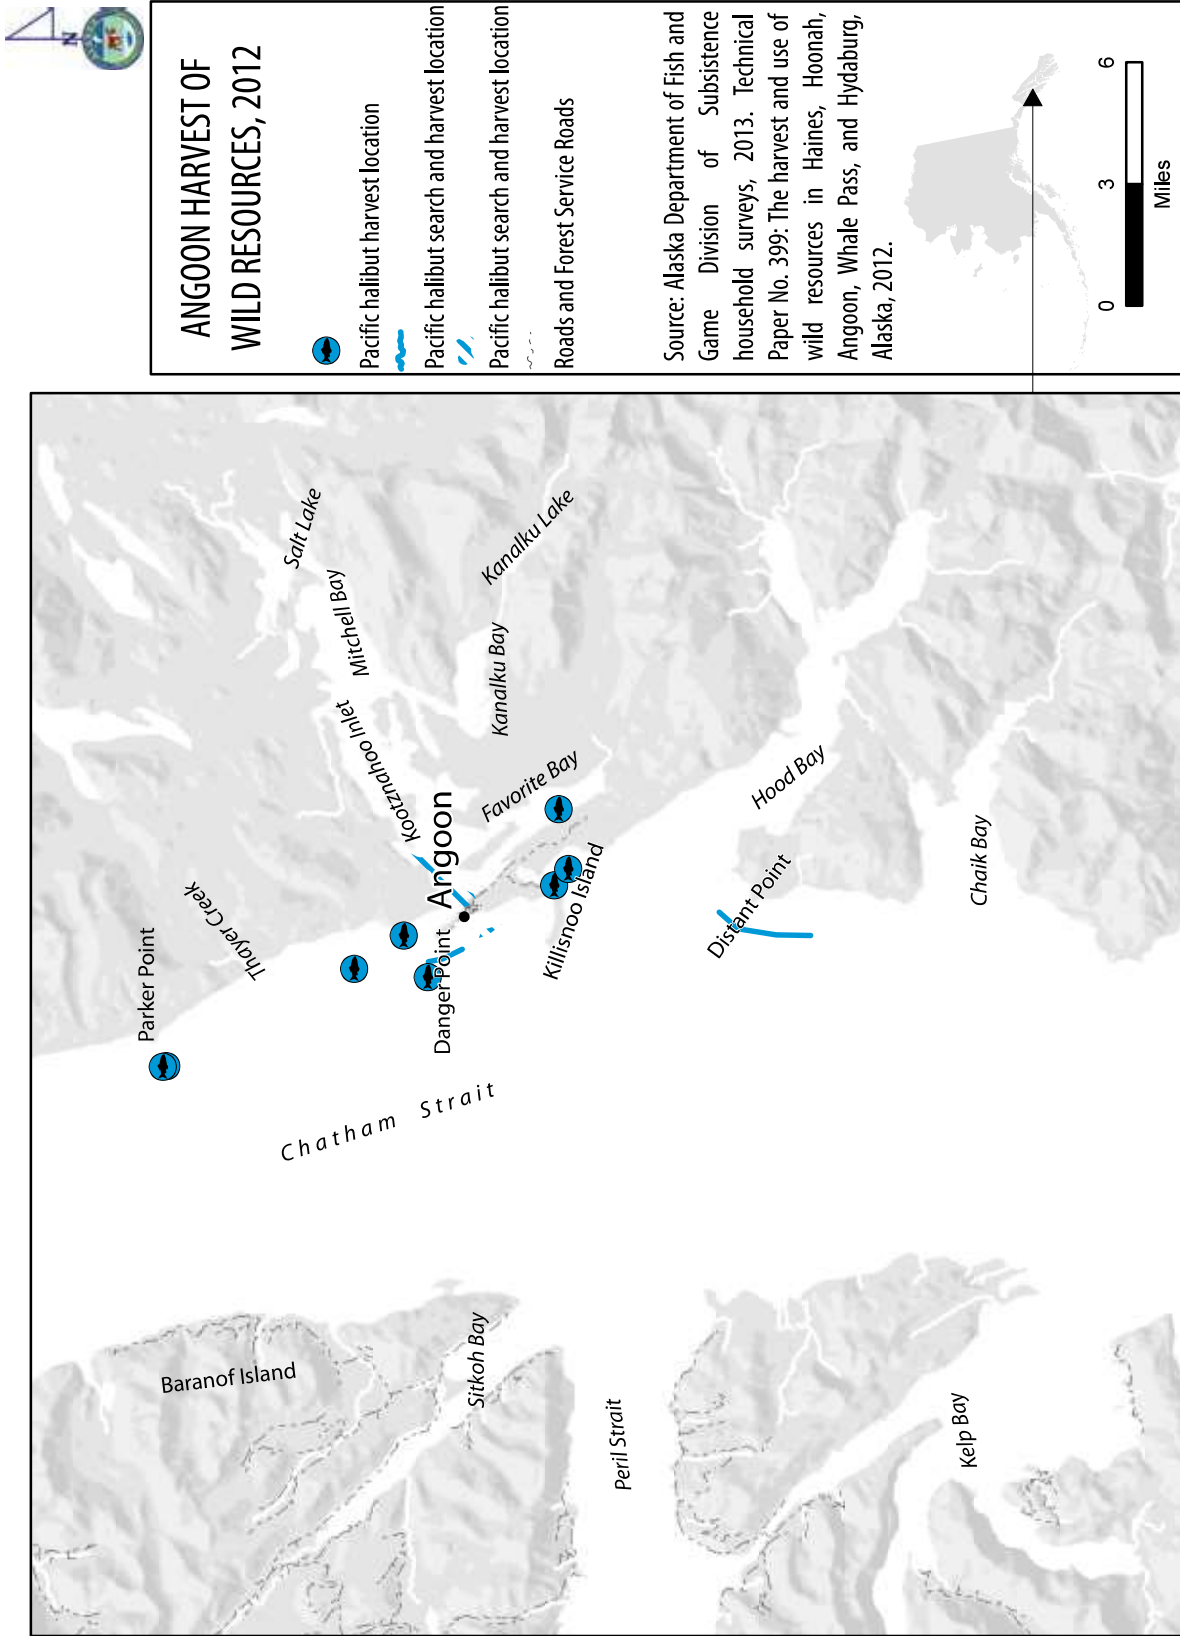 ANGOON HARVEST OF
WILD RESOURCES, 2012
Pacific halibut harvest location
Pacific halibut search and harvest location
Pacific halibut search and harvest location
Roads and Forest Service Roads
Source: Alaska Department of Fish and
Game Division of Subsistence
household surveys, 2013. Technical
Paper No. 399: The harvest and use of
wild resources in Haines, Hoonah,
Angoon, Whale Pass, and Hydaburg,
Alaska, 2012.
0 3 6
Miles
N
Parker Point
Thayer Creek
Salt Lake
Mitchell Bay
Kootznahoo Inlet
Kanalku Lake
Kanalku Bay
Favorite Bay
Angoon
Danger Point
Killisnoo Island
Hood Bay
Distant Point
Chaik Bay
Chatham Strait
Baranof Island
Sitkoh Bay
Peril Strait
Kelp Bay